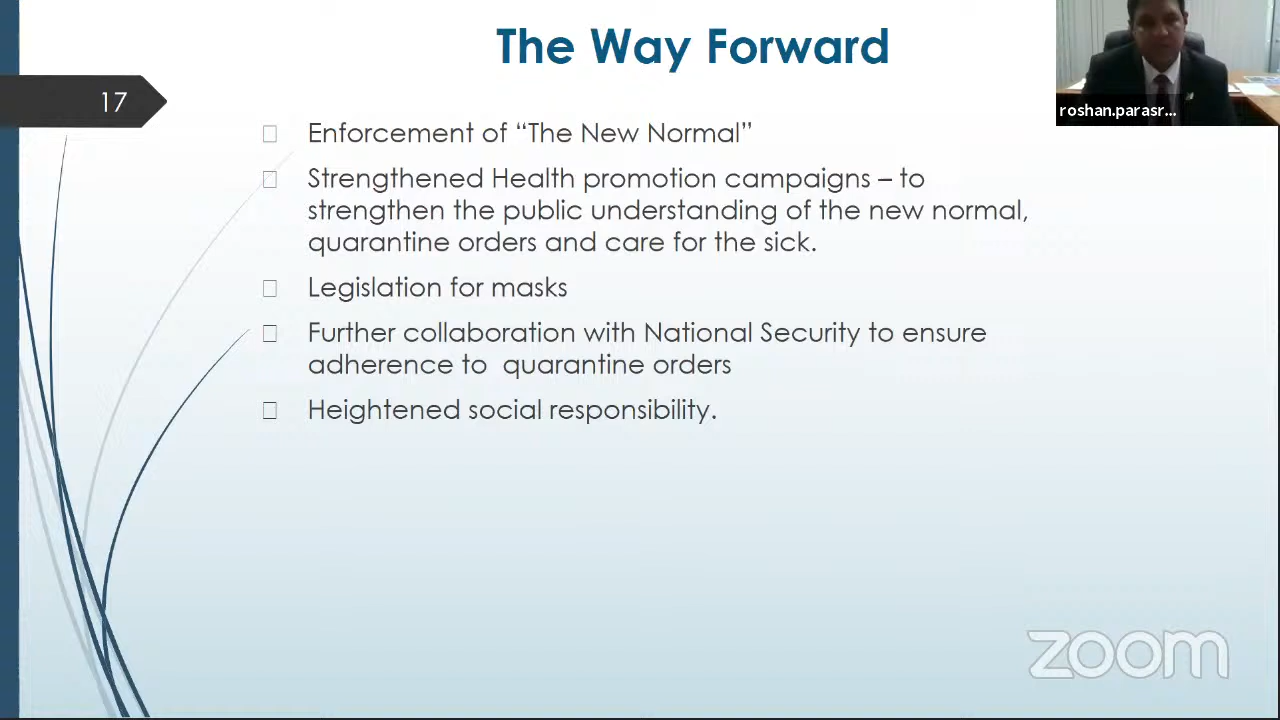 The Way Forward
17
roshan.parasr...
Enforcement of “The New Normal”
Strengthened Health promotion campaigns – to
strengthen the public understanding of the new normal,
quarantine orders and care for the sick.
Legislation for masks
Further collaboration with National Security to ensure
adherence to  quarantine orders
Heightened social responsibility.
zoom